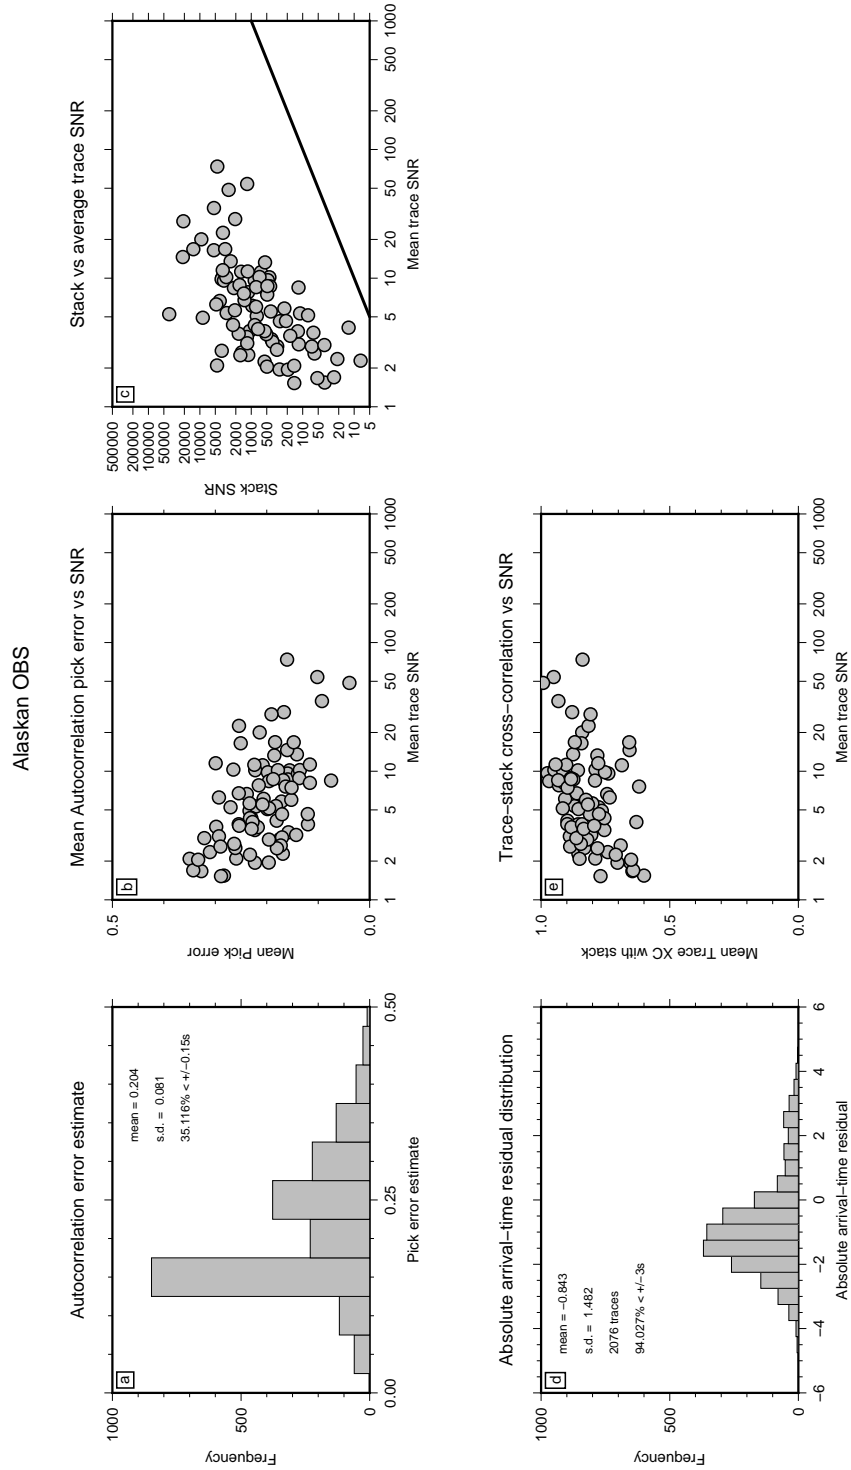 Alaskan OBS
a
Autocorrelation error estimate
mean = 0.204
s.d. = 0.081
35.116% < +/−0.15s
Frequency
0
500
1000
0.00
0.25
0.50
Pick error estimate
b
Mean Autocorrelation pick error vs SNR
Mean Pick error
0.0
0.5
1
2
5
10
20
50
100
200
500
1000
Mean trace SNR
c
Stack vs average trace SNR
Stack SNR
5
10
20
50
100
200
500
1000
2000
5000
10000
20000
50000
100000
200000
500000
1
2
5
10
20
50
100
200
500
1000
Mean trace SNR
d
Absolute arrival−time residual distribution
mean = −0.843
s.d. = 1.482
2076 traces
94.027% < +/−3s
Frequency
0
500
1000
−6
−4
−2
0
2
4
6
Absolute arrival−time residual
e
Trace−stack cross−correlation vs SNR
Mean Trace XC with stack
0.0
0.5
1.0
1
2
5
10
20
50
100
200
500
1000
Mean trace SNR